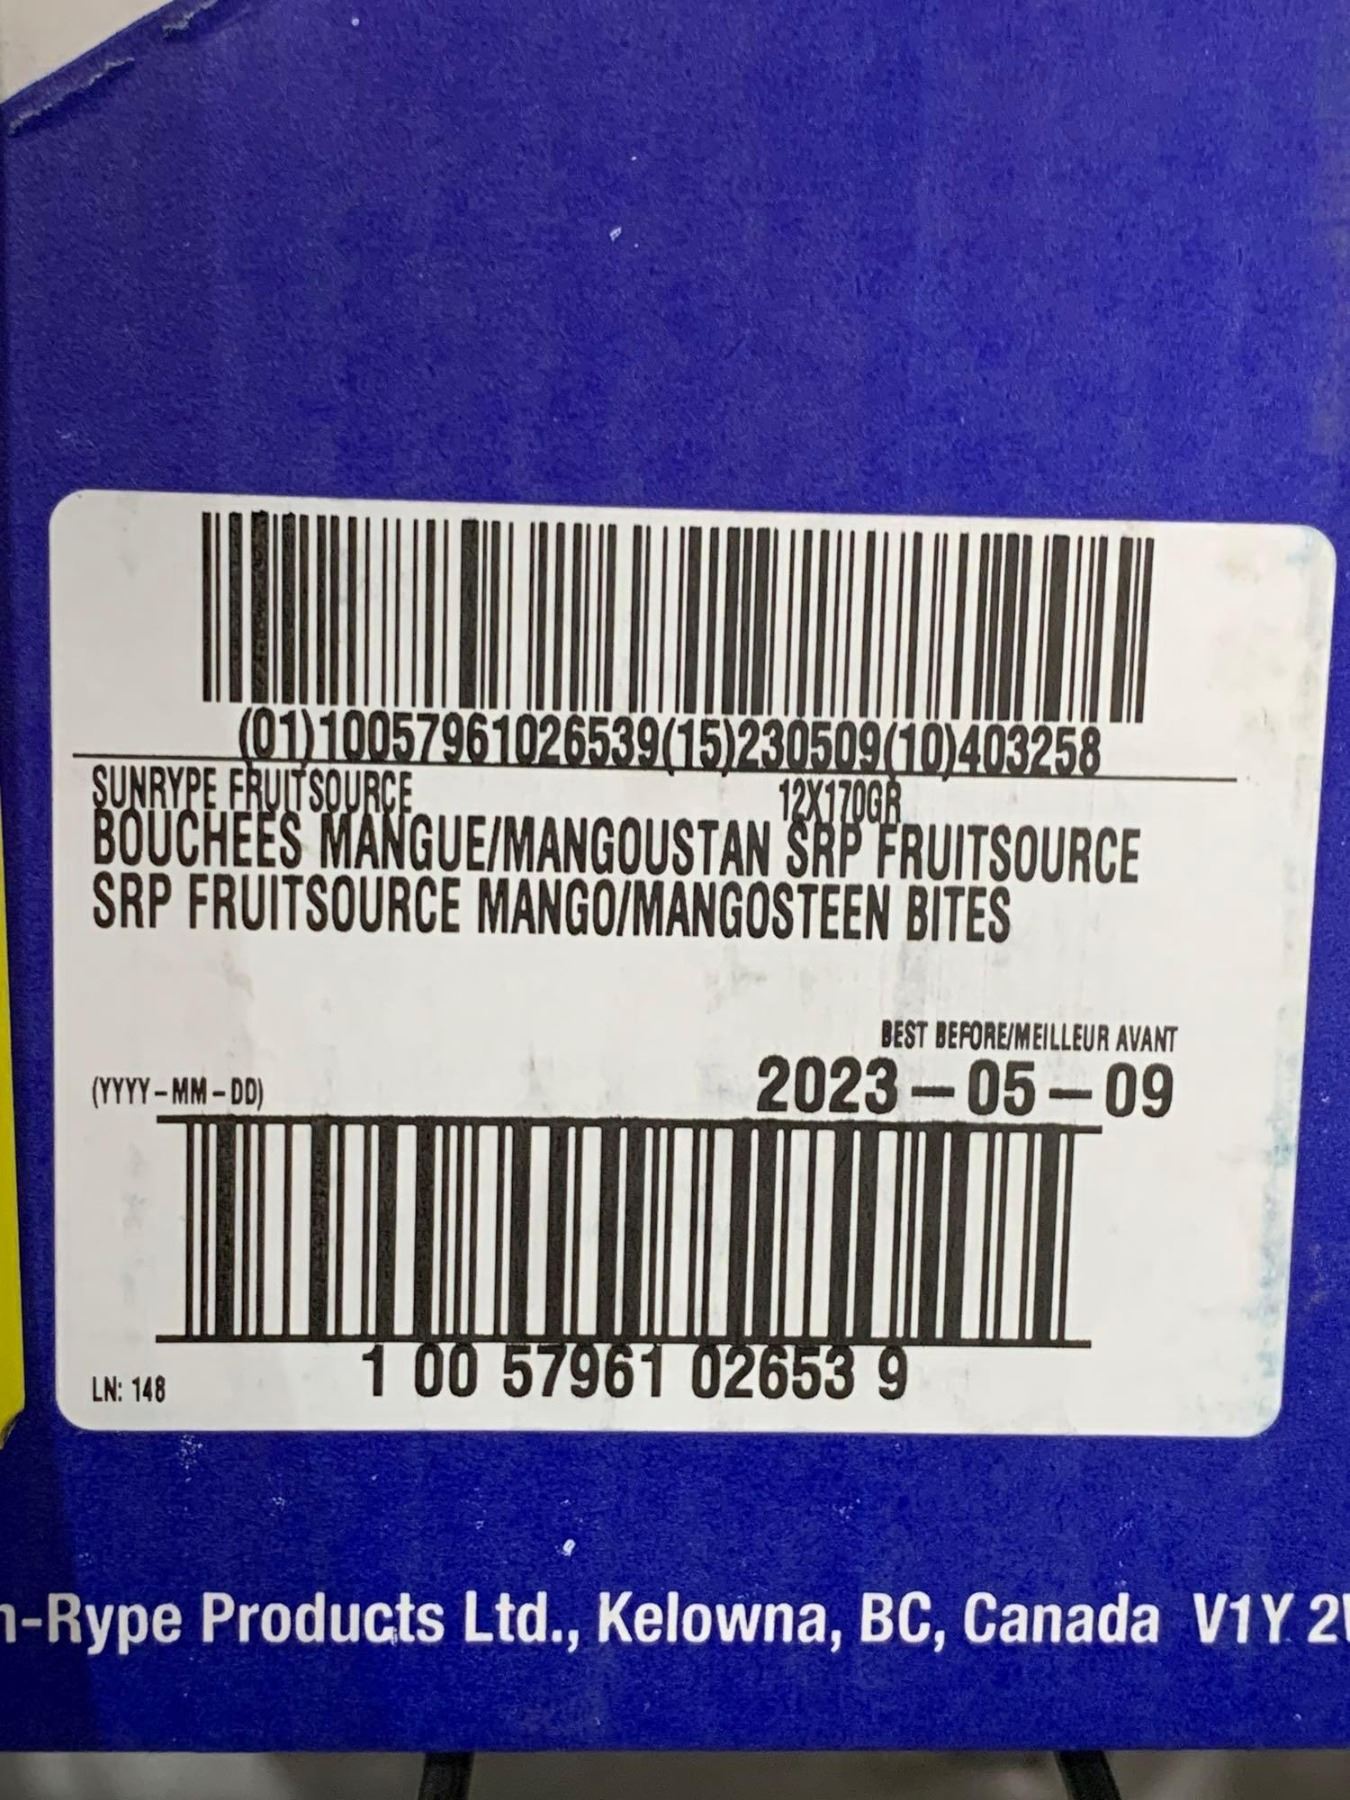 (01)10057961026539(15)230509(10)403258
SUNRYPE FRUITSOURCE 12X170GR
BOUCHEES MANGUE/MANGOUSTAN SRP FRUITSOURCE
SRP FRUITSOURCE MANGO/MANGOSTEEN BITES
BEST BEFORE/MEILLEUR AVANT
(YYYY-MM-DD) 2023-05-09
1 00 57961 02653 9
LN: 148
n-Rype Products Ltd., Kelowna, BC, Canada V1Y 2